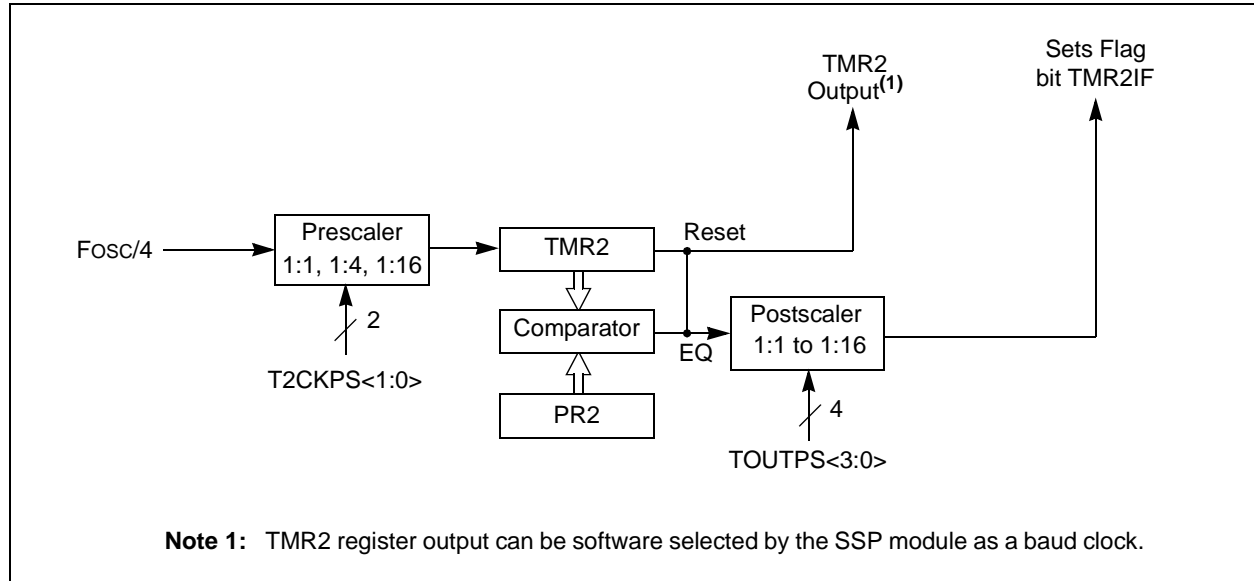 TMR2
Output(1)
Sets Flag
bit TMR2IF
FOSC/4
Prescaler
1:1, 1:4, 1:16
2
T2CKPS<1:0>
TMR2
Reset
Comparator
EQ
PR2
Postscaler
1:1 to 1:16
4
TOUTPS<3:0>
Note 1: TMR2 register output can be software selected by the SSP module as a baud clock.